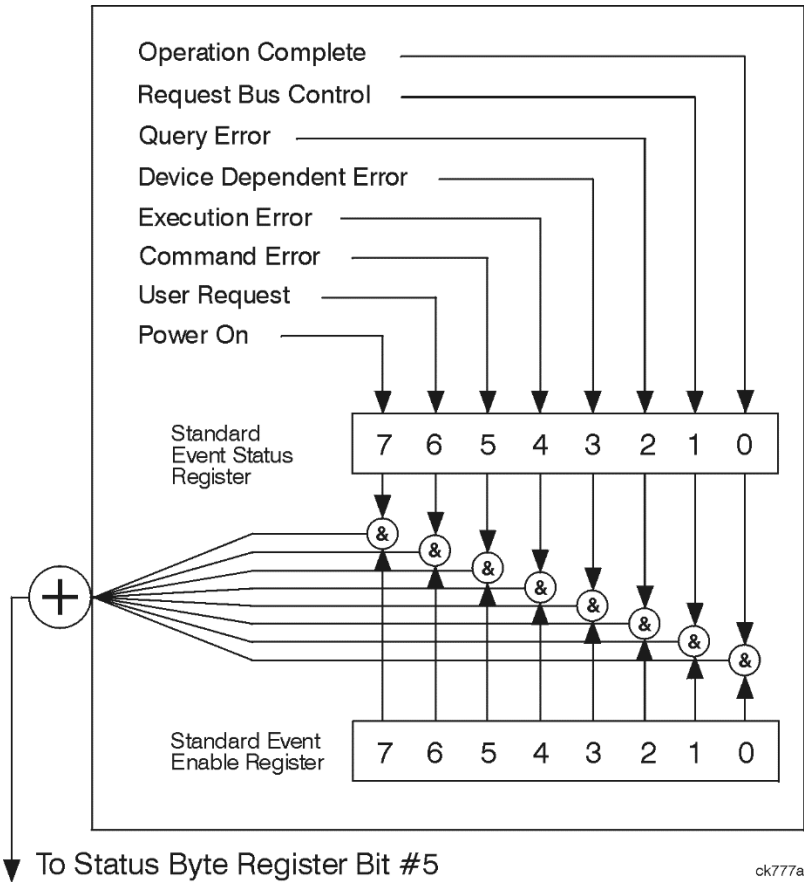 Operation Complete
Request Bus Control
Query Error
Device Dependent Error
Execution Error
Command Error
User Request
Power On
Standard
Event Status
Register
7 6 5 4 3 2 1 0
&
&
&
&
&
&
&
&
+
Standard Event
Enable Register
7 6 5 4 3 2 1 0
To Status Byte Register Bit #5
ck777a